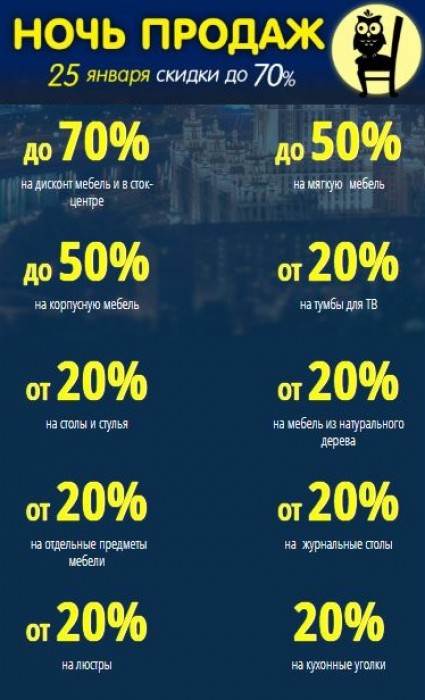 НОЧЬ ПРОДАЖ
25 января скидки до 70%
до 70%
на дисконт мебель и в сток-
центре
до 50%
на мягкую мебель
до 50%
на корпусную мебель
от 20%
на тумбы для ТВ
от 20%
на столы и стулья
от 20%
на мебель из натурального
дерева
от 20%
на отдельные предметы
мебели
от 20%
на журнальные столы
от 20%
на люстры
20%
на кухонные уголки